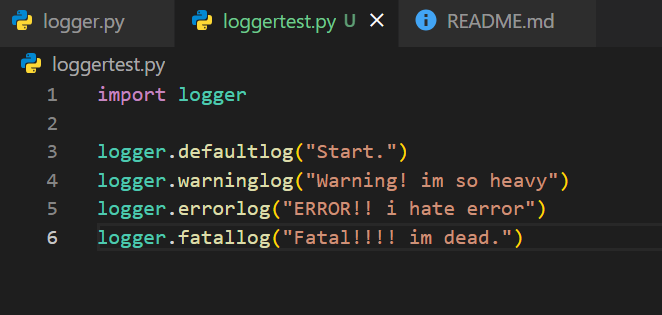 logger.py loggertest.py U × README.md
loggertest.py
1 import logger
2
3 logger.defaultlog("Start.")
4 logger.warninglog("Warning! im so heavy")
5 logger.errorlog("ERROR!! i hate error")
6 logger.fatallog("Fatal!!!! im dead.")